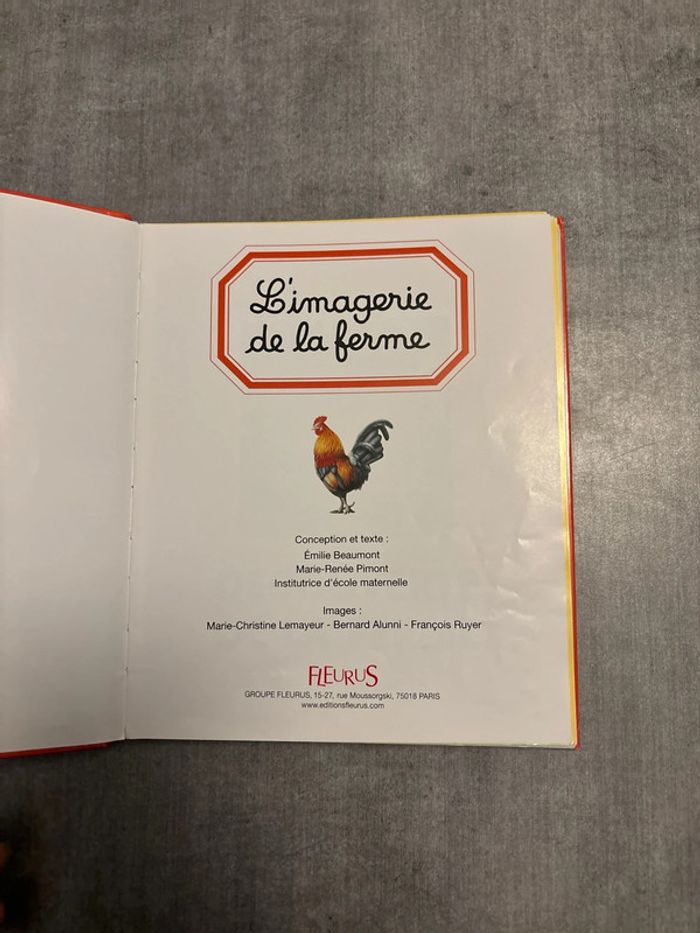 L'imagerie
de la ferme
Conception et texte :
Émilie Beaumont
Marie-Renée Pimont
Institutrice d'école maternelle
Images :
Marie-Christine Lemayeur - Bernard Alunni - François Ruyer
FLEURUS
GROUPE FLEURUS, 15-27, rue Moussorgski, 75018 PARIS
www.editionsfleurus.com